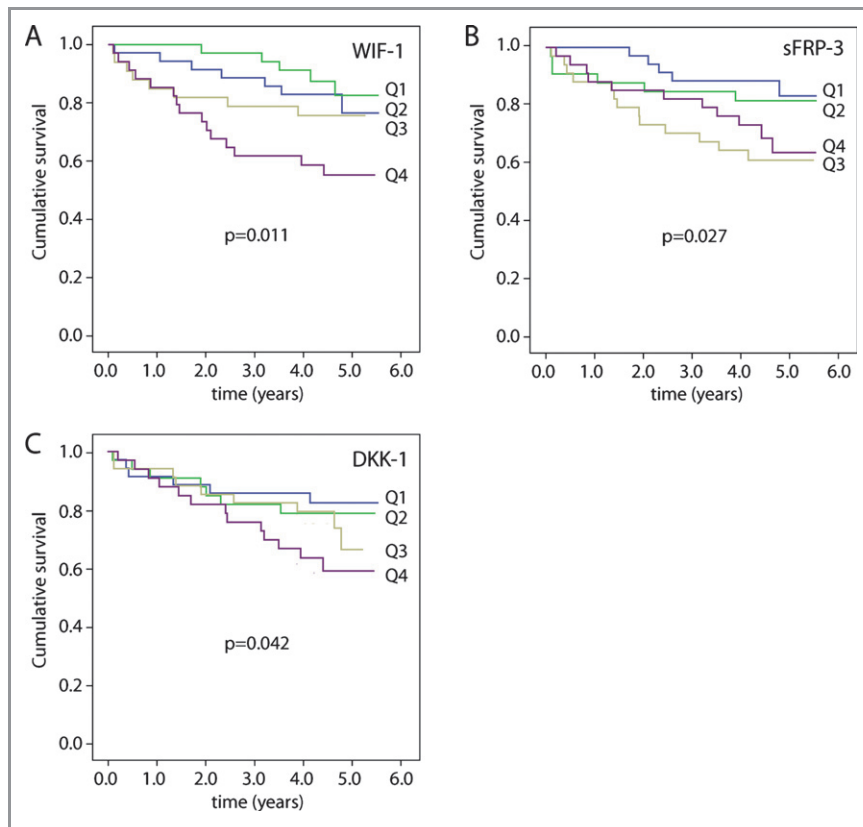 A
WIF-1
1.0
0.8
0.6
0.4
0.2
0.0
Cumulative survival
Q1
Q2
Q3
Q4
p=0.011
0.0 1.0 2.0 3.0 4.0 5.0 6.0
time (years)
B
sFRP-3
1.0
0.8
0.6
0.4
0.2
0.0
Cumulative survival
Q1
Q2
Q4
Q3
p=0.027
0.0 1.0 2.0 3.0 4.0 5.0 6.0
time (years)
C
DKK-1
1.0
0.8
0.6
0.4
0.2
0.0
Cumulative survival
Q1
Q2
Q3
Q4
p=0.042
0.0 1.0 2.0 3.0 4.0 5.0 6.0
time (years)